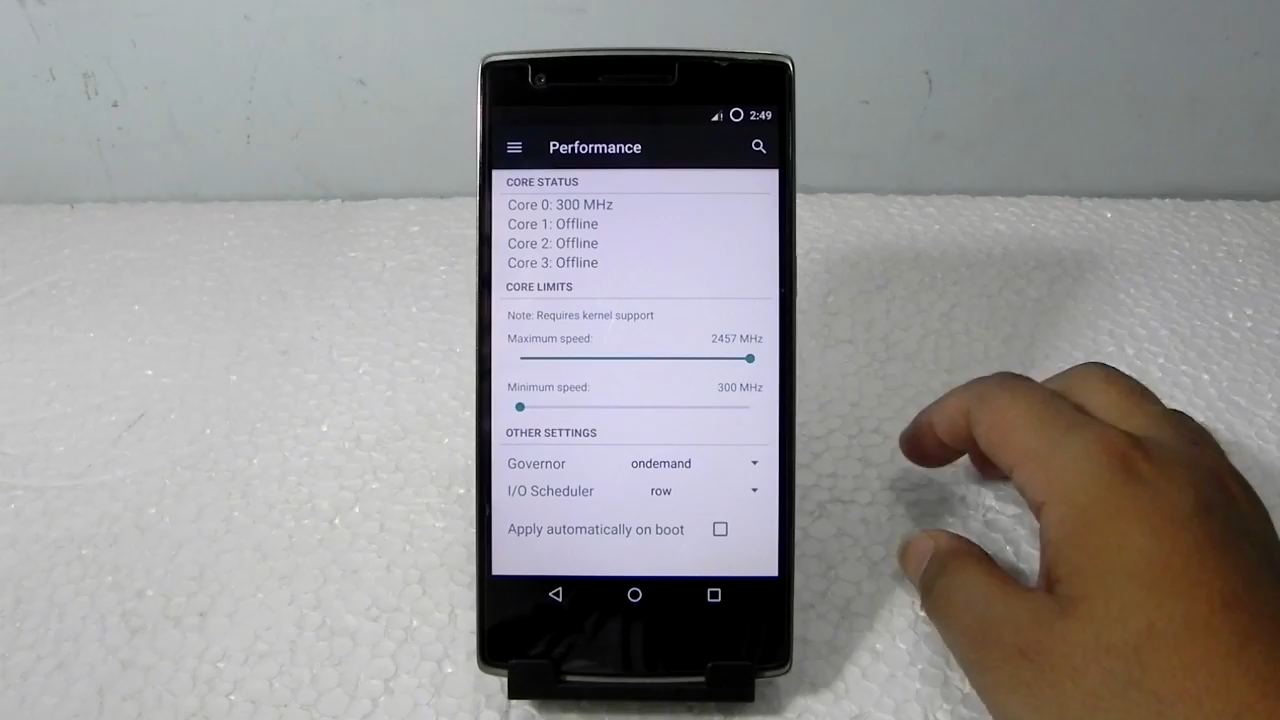 2:49
Performance
CORE STATUS
Core 0: 300 MHz
Core 1: Offline
Core 2: Offline
Core 3: Offline
CORE LIMITS
Note: Requires kernel support
Maximum speed: 2457 MHz
Minimum speed: 300 MHz
OTHER SETTINGS
Governor ondemand
I/O Scheduler row
Apply automatically on boot